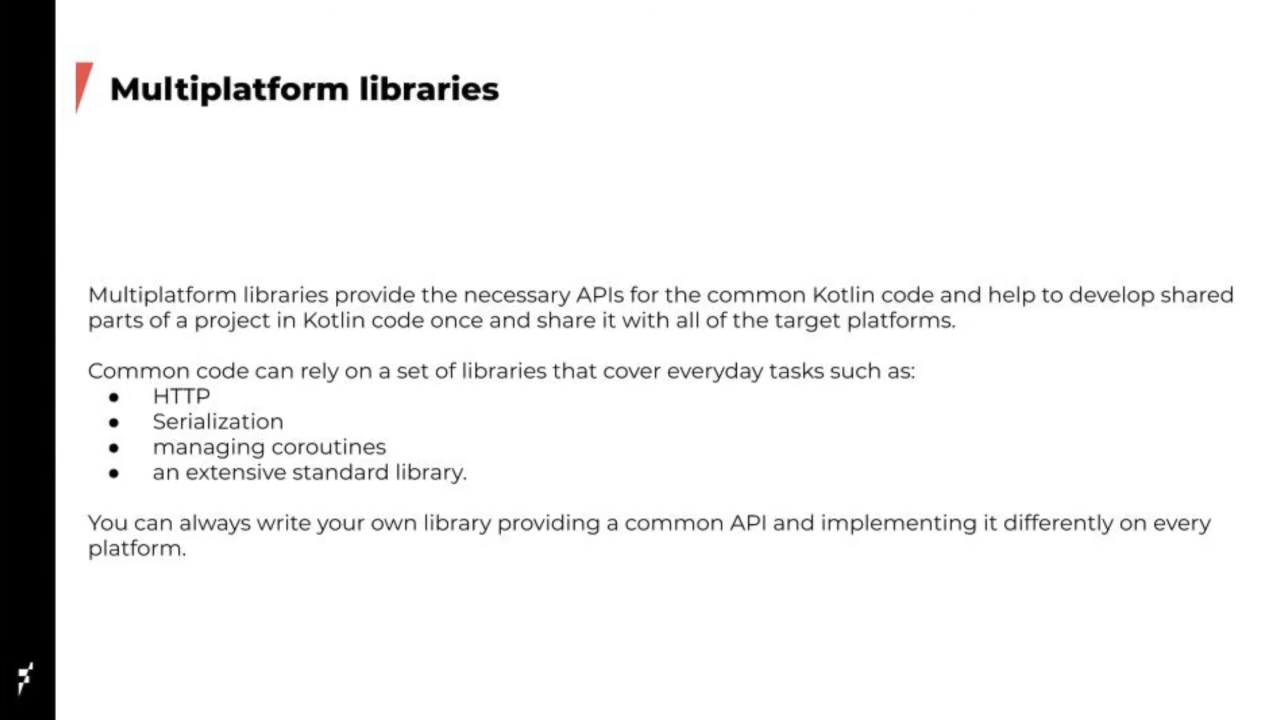 Multiplatform libraries
Multiplatform libraries provide the necessary APIs for the common Kotlin code and help to develop shared
parts of a project in Kotlin code once and share it with all of the target platforms.
Common code can rely on a set of libraries that cover everyday tasks such as:
● HTTP
● Serialization
● managing coroutines
● an extensive standard library.
You can always write your own library providing a common API and implementing it differently on every
platform.